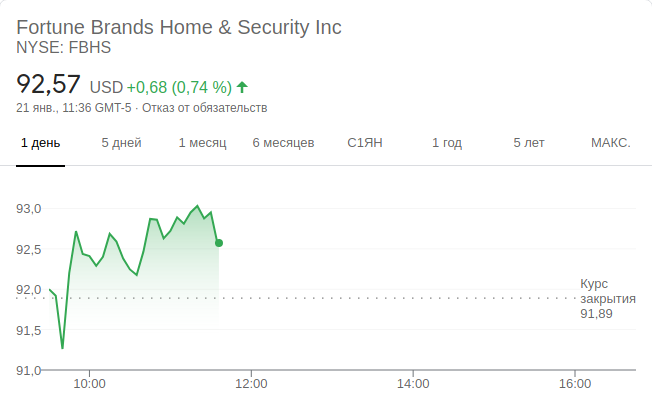 Fortune Brands Home & Security Inc
NYSE: FBHS
92,57 USD +0,68 (0,74 %)
21 янв., 11:36 GMT-5 · Отказ от обязательств
1 день 5 дней 1 месяц 6 месяцев С1ЯН 1 год 5 лет МАКС.
93,0
92,5
92,0
91,5
91,0
Курс
закрытия
91,89
10:00 12:00 14:00 16:00